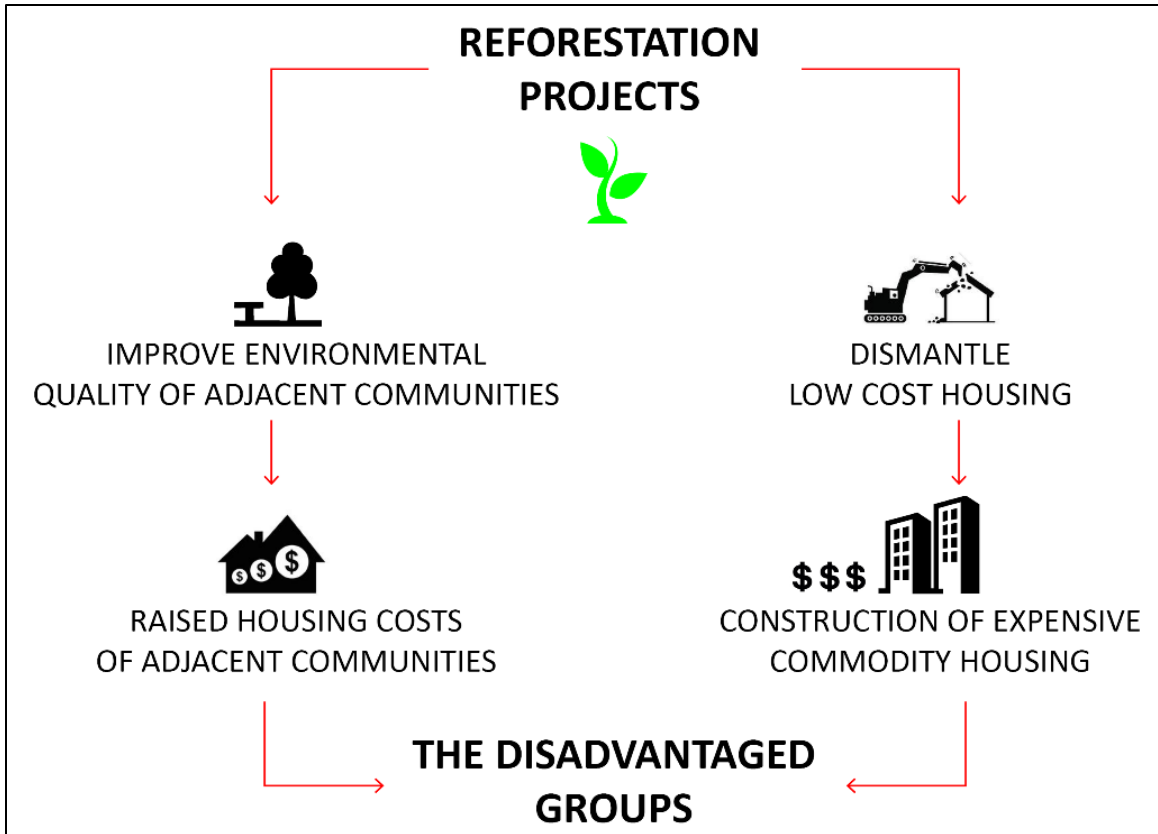 REFORESTATION
PROJECTS
IMPROVE ENVIRONMENTAL
QUALITY OF ADJACENT COMMUNITIES
DISMANTLE
LOW COST HOUSING
$ $ $
RAISED HOUSING COSTS
OF ADJACENT COMMUNITIES
$$$
CONSTRUCTION OF EXPENSIVE
COMMODITY HOUSING
THE DISADVANTAGED
GROUPS